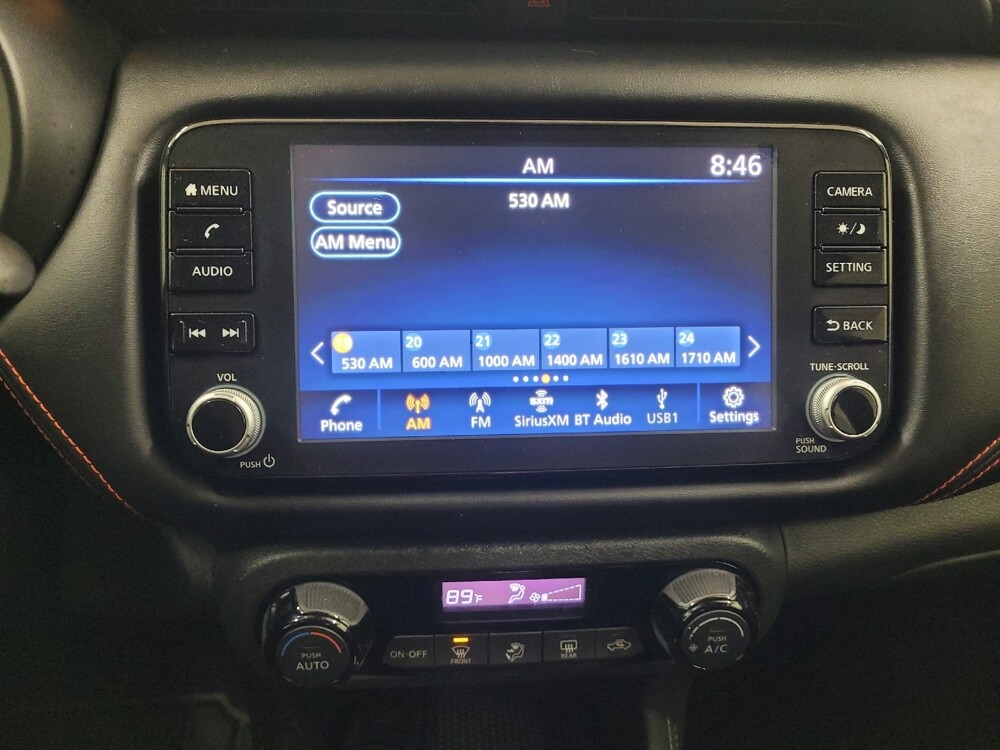 AM
8:46
MENU
Source
530 AM
CAMERA
AM Menu
AUDIO
SETTING
BACK
20 21 22 23 24
530 AM 600 AM 1000 AM 1400 AM 1610 AM 1710 AM
VOL
TUNE·SCROLL
Phone AM FM SiriusXM BT Audio USB1 Settings
sxm
PUSH
PUSH SOUND
89°F
ON·OFF
FRONT
REAR
PUSH AUTO
PUSH A/C